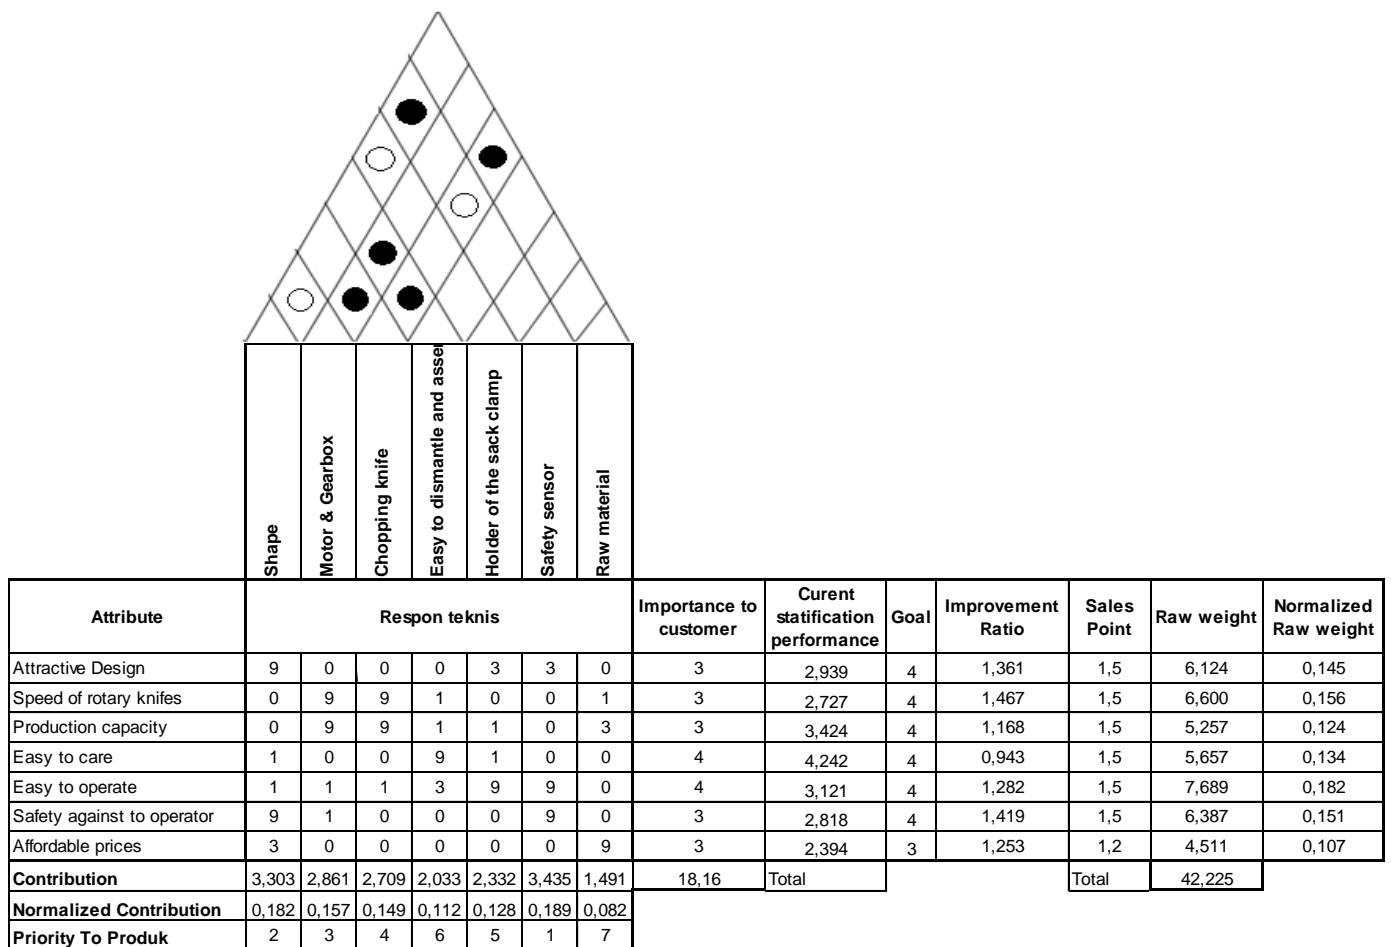 Shape
Motor & Gearbox
Chopping knife
Easy to dismantle and asse
Holder of the sack clamp
Safety sensor
Raw material
Attribute Respon teknis Importance to customer Curent statification performance Goal Improvement Ratio Sales Point Raw weight Normalized Raw weight
Attractive Design 9 0 0 0 3 3 0 3 2,939 4 1,361 1,5 6,124 0,145
Speed of rotary knifes 0 9 9 1 0 0 1 3 2,727 4 1,467 1,5 6,600 0,156
Production capacity 0 9 9 1 1 0 3 3 3,424 4 1,168 1,5 5,257 0,124
Easy to care 1 0 0 9 1 0 0 4 4,242 4 0,943 1,5 5,657 0,134
Easy to operate 1 1 1 3 9 9 0 4 3,121 4 1,282 1,5 7,689 0,182
Safety against to operator 9 1 0 0 0 9 0 3 2,818 4 1,419 1,5 6,387 0,151
Affordable prices 3 0 0 0 0 0 9 3 2,394 3 1,253 1,2 4,511 0,107
Contribution 3,303 2,861 2,709 2,033 2,332 3,435 1,491 18,16 Total Total 42,225
Normalized Contribution 0,182 0,157 0,149 0,112 0,128 0,189 0,082
Priority To Produk 2 3 4 6 5 1 7